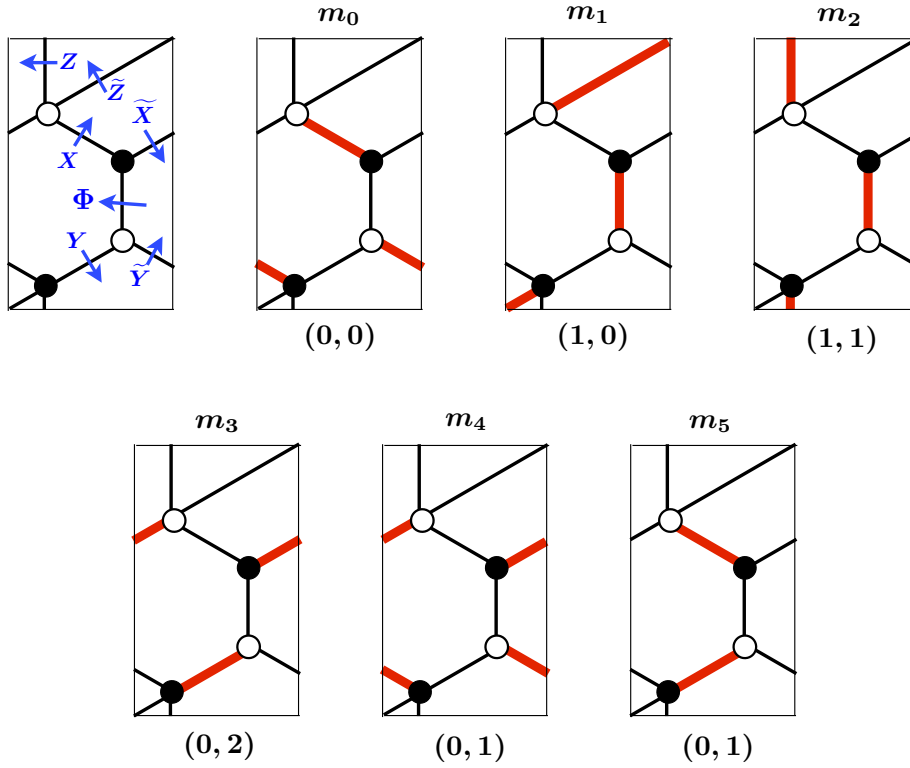 m₀ m₁ m₂
Z
Z̃
X̃
X
Φ
Y
Ỹ
(0, 0) (1, 0) (1, 1)
m₃ m₄ m₅
(0, 2) (0, 1) (0, 1)